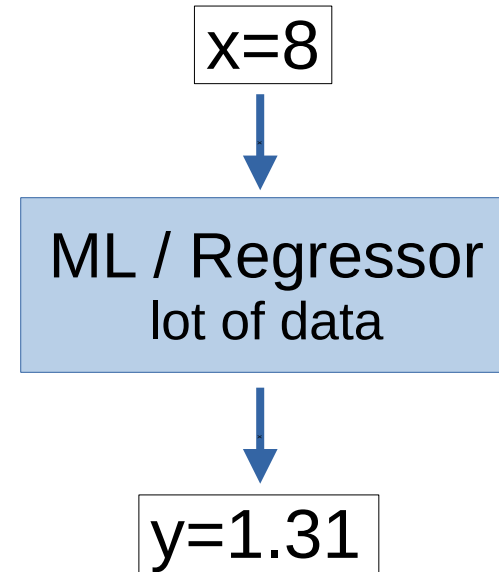 x=8
ML / Regressor
lot of data
y=1.31